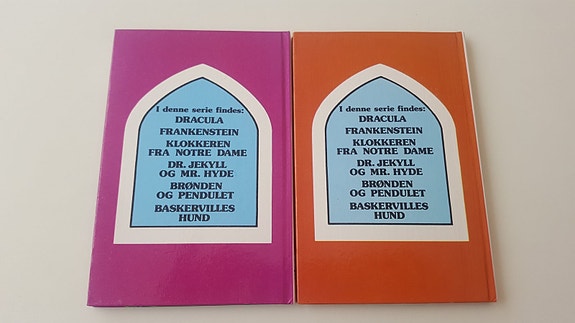 I denne serie findes:
DRACULA
FRANKENSTEIN
KLOKKEREN
FRA NOTRE DAME
DR. JEKYLL
OG MR. HYDE
BRØNDEN
OG PENDULET
BASKERVILLES
HUND
I denne serie findes:
DRACULA
FRANKENSTEIN
KLOKKEREN
FRA NOTRE DAME
DR. JEKYLL
OG MR. HYDE
BRØNDEN
OG PENDULET
BASKERVILLES
HUND